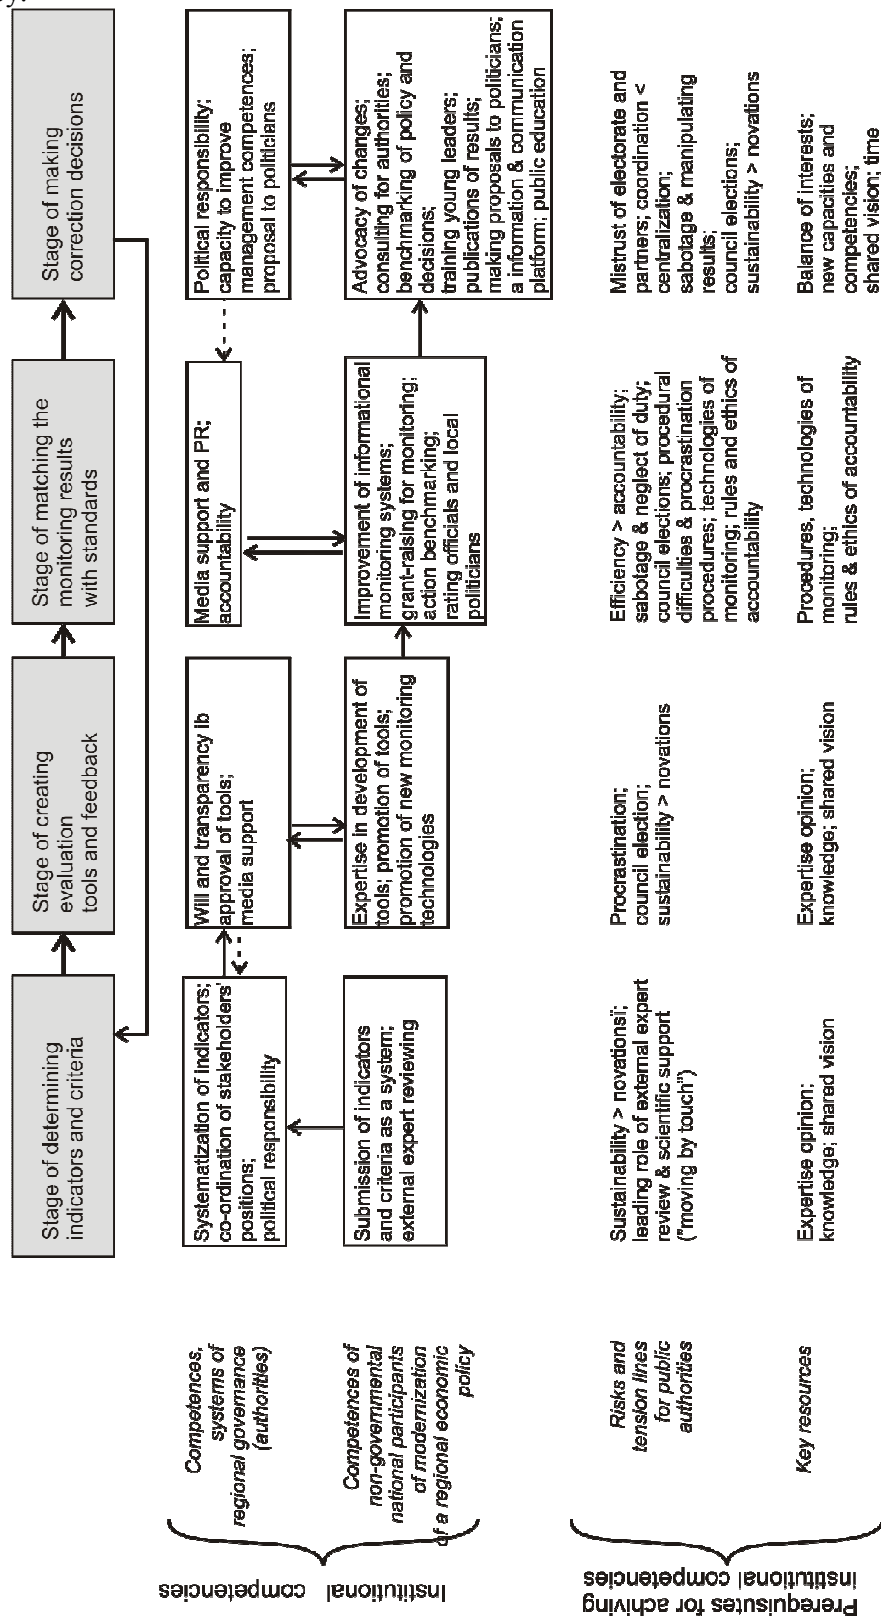 y.
Stage of determining
indicators and criteria
Stage of creating
evaluation
tools and feedback
Stage of matching the
monitoring results
with standards
Stage of making
correction decisions
Institutional competencies
Competences,
systems of
regional governance
(authorities)
Systematization of indicators;
co-ordination of stakeholders'
positions;
political responsibility
Will and transparency ib
approval of tools;
media support
Media support and PR;
accountability
Political responsibility;
capacity to improve
management competences;
proposal to politicians
Competences of
non-governmental
national participants
of modernization
of a regional economic
policy
Submission of indicators
and criteria as a system;
external expert reviewing
Expertise in development of
tools; promotion of tools;
promotion of new monitoring
technologies
Improvement of informational
monitoring systems;
grant-raising for monitoring;
action benchmarking;
rating officials and local
politicians
Advocacy of changes;
consulting for authorities;
benchmarking of policy and
decisions;
training young leaders;
publications of results;
making proposals to politicians;
a information & communication
platform; public education
Prerequisutes for achiving
institutional competencies
Risks and
tension lines
for public
authorities
Sustainability > novationsї;
leading role of external expert
review & scientific support
("moving by touch")
Procrastination;
council election;
sustainability > novations
Efficiency > accountability;
sabotage & neglect of duty;
council elections; procedural
difficulties & procrastination
procedures; technologies of
monitoring; rules and ethics of
accountability
Mistrust of electorate and
partners; coordination <
centralization;
sabotage & manipulating
results;
council elections;
sustainability > novations
Key resources
Expertise opinion;
knowledge; shared vision
Expertise opinion;
knowledge; shared vision
Procedures, technologies of
monitoring;
rules & ethics of accountability
Balance of interests;
new capacities and
competencies;
shared vision; time